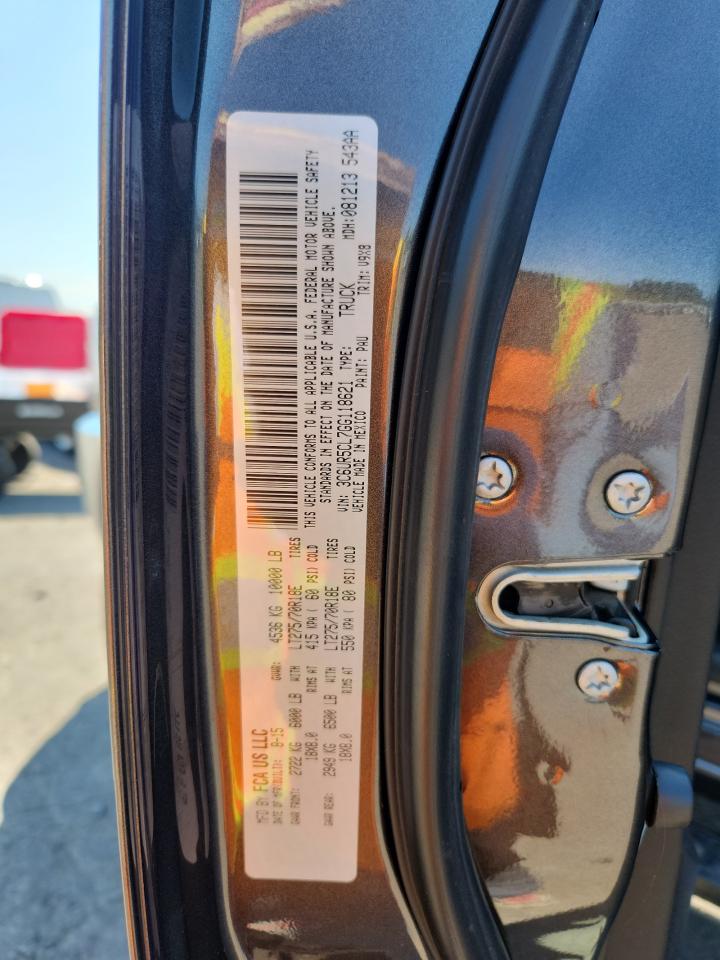 MFD BY FCA US LLC
DATE OF MFR(BUILT): 8-15 GVWR: 4536 KG 10000 LB
GAWR FRONT: 2722 KG 6000 LB WITH LT275/70R18E TIRES
18X8.0 RIMS AT 415 KPA ( 60 PSI) COLD
GAWR REAR: 2949 KG 6500 LB WITH LT275/70R18E TIRES
18X8.0 RIMS AT 550 KPA ( 80 PSI) COLD
THIS VEHICLE CONFORMS TO ALL APPLICABLE U.S.A. FEDERAL MOTOR VEHICLE SAFETY
STANDARDS IN EFFECT ON THE DATE OF MANUFACTURE SHOWN ABOVE.
VIN: 3C6UR5CL7GG118621 TYPE: TRUCK MDH:081213 543AA
VEHICLE MADE IN MEXICO PAINT: PAU TRIM: V9X8